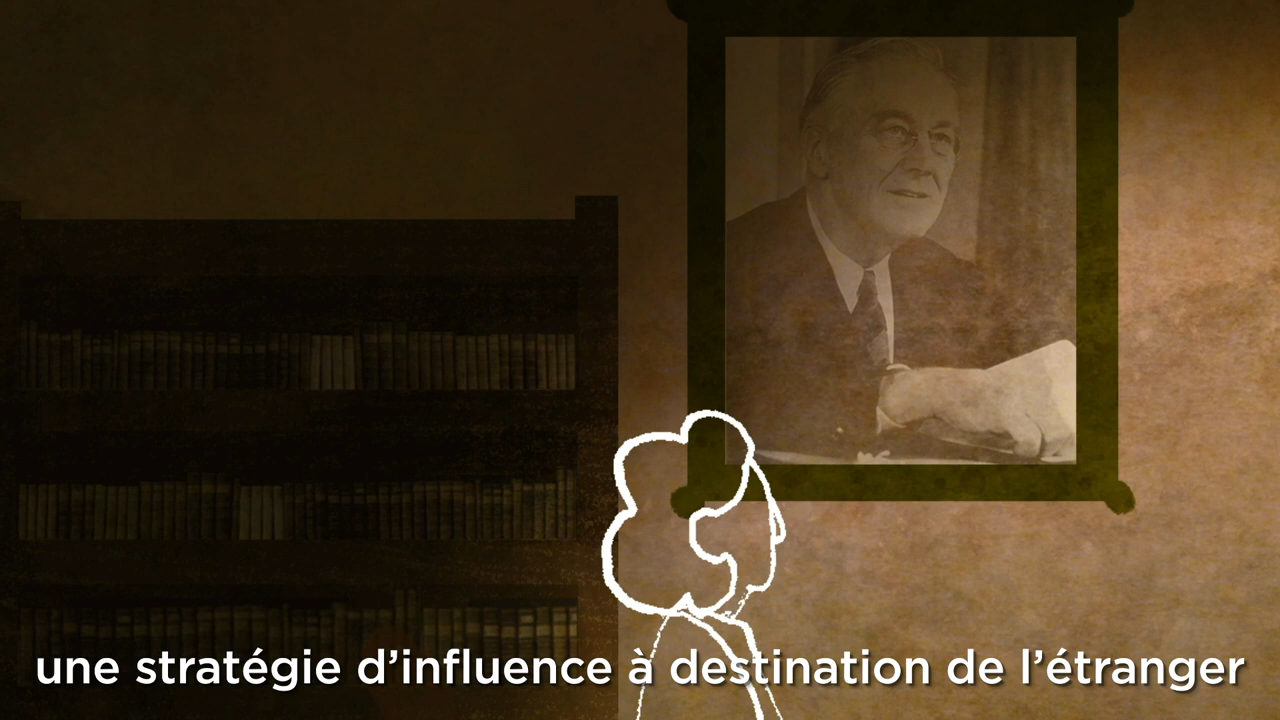 une stratégie d’influence à destination de l’étranger